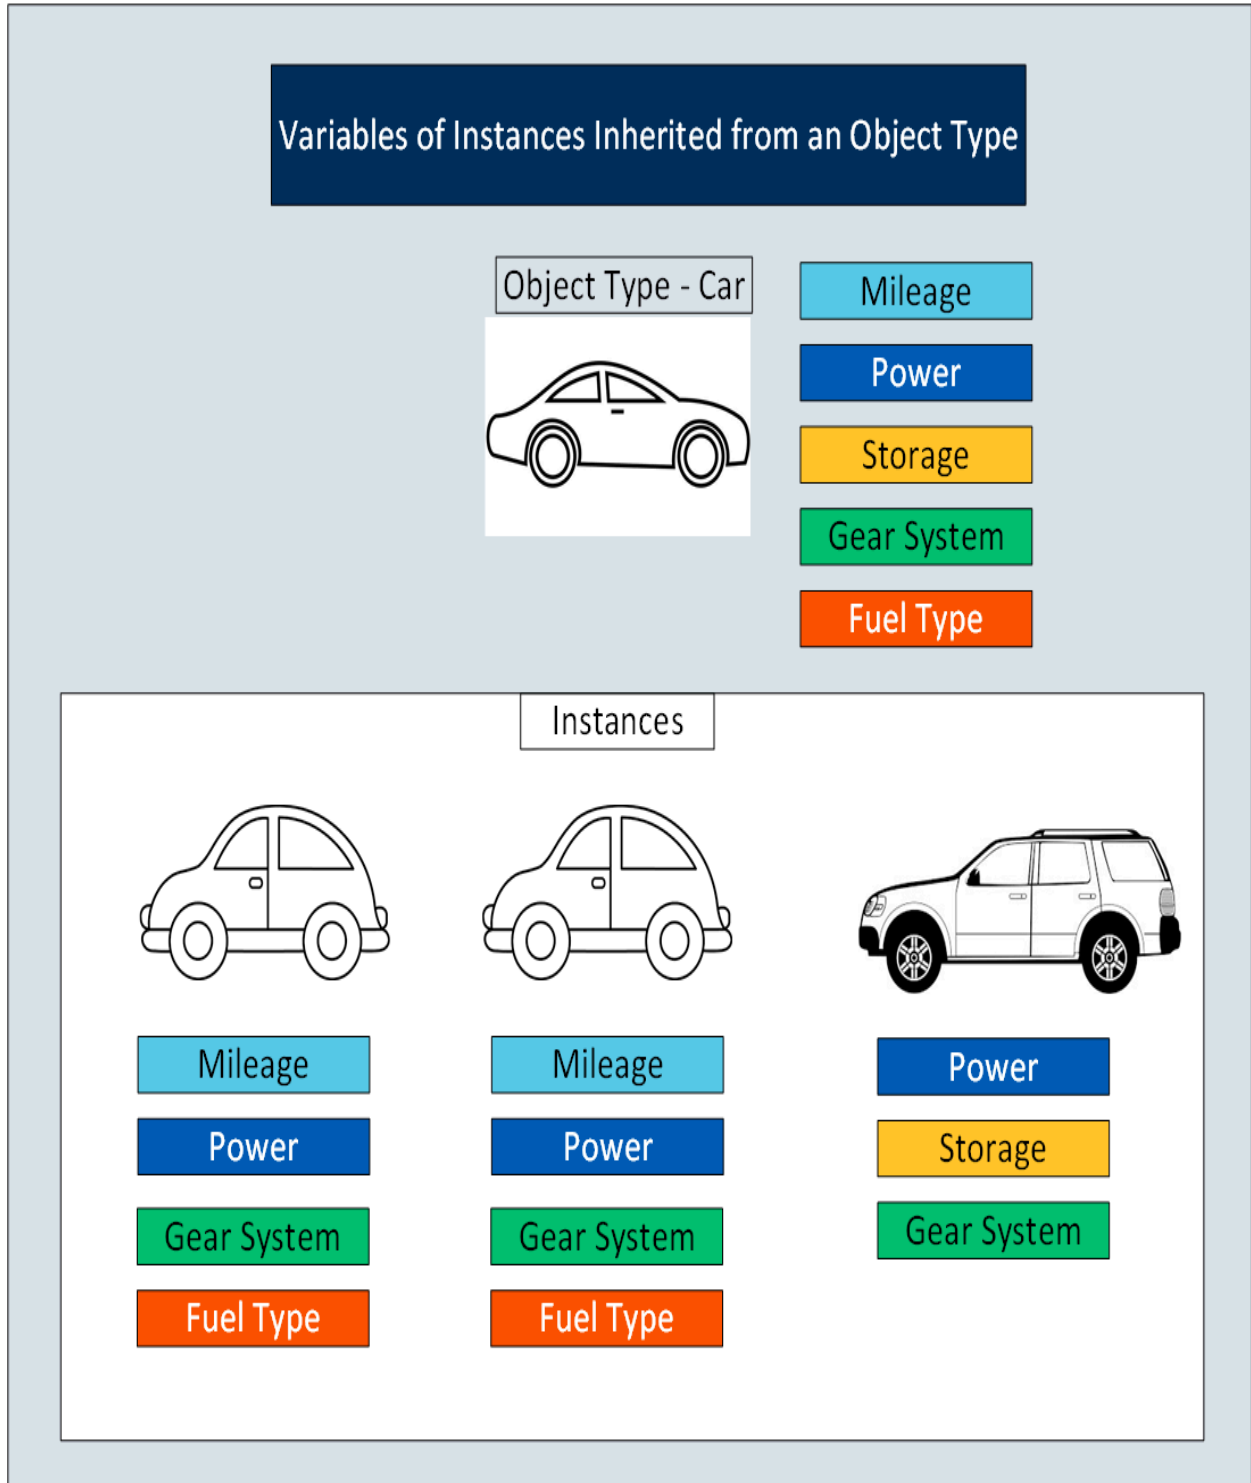 Variables of Instances Inherited from an Object Type
Object Type - Car
Mileage
Power
Storage
Gear System
Fuel Type
Instances
Mileage
Power
Gear System
Fuel Type
Mileage
Power
Gear System
Fuel Type
Power
Storage
Gear System